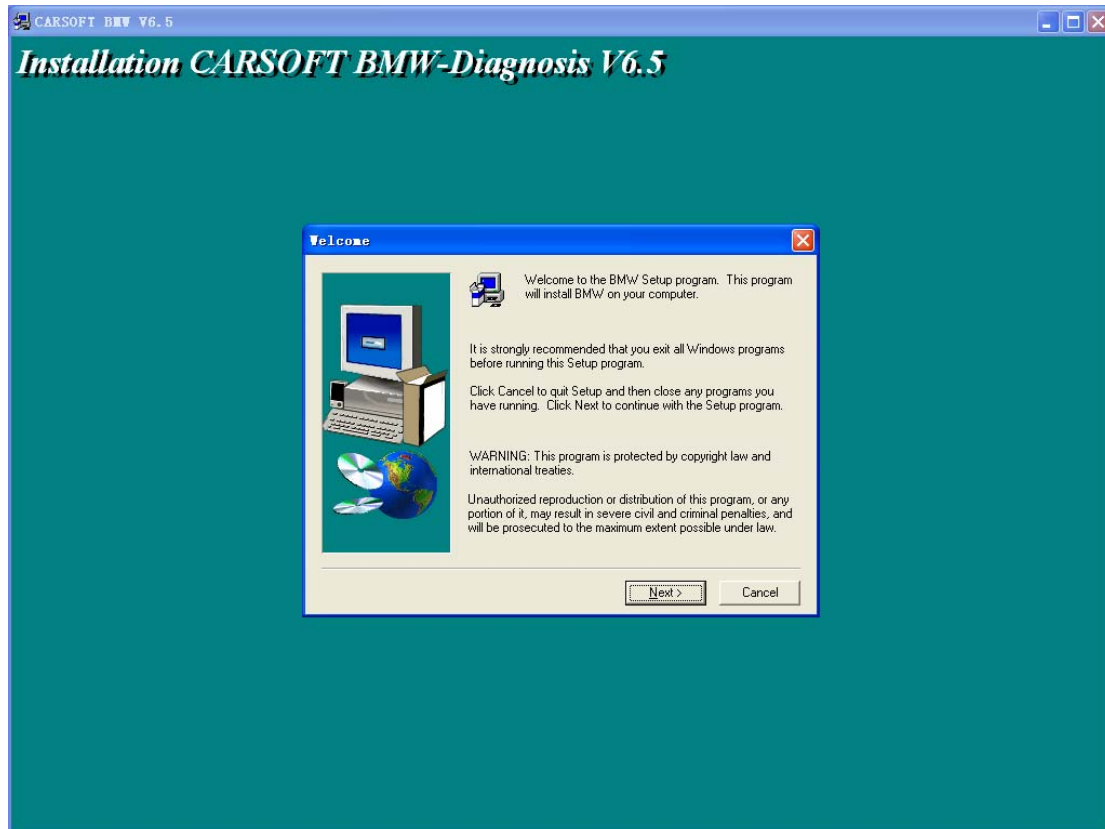 CARSOFT BMW V6.5
Installation CARSOFT BMW-Diagnosis V6.5
Welcome
Welcome to the BMW Setup program. This program
will install BMW on your computer.
It is strongly recommended that you exit all Windows programs
before running this Setup program.
Click Cancel to quit Setup and then close any programs you
have running. Click Next to continue with the Setup program.
WARNING: This program is protected by copyright law and
international treaties.
Unauthorized reproduction or distribution of this program, or any
portion of it, may result in severe civil and criminal penalties, and
will be prosecuted to the maximum extent possible under law.
Next >
Cancel